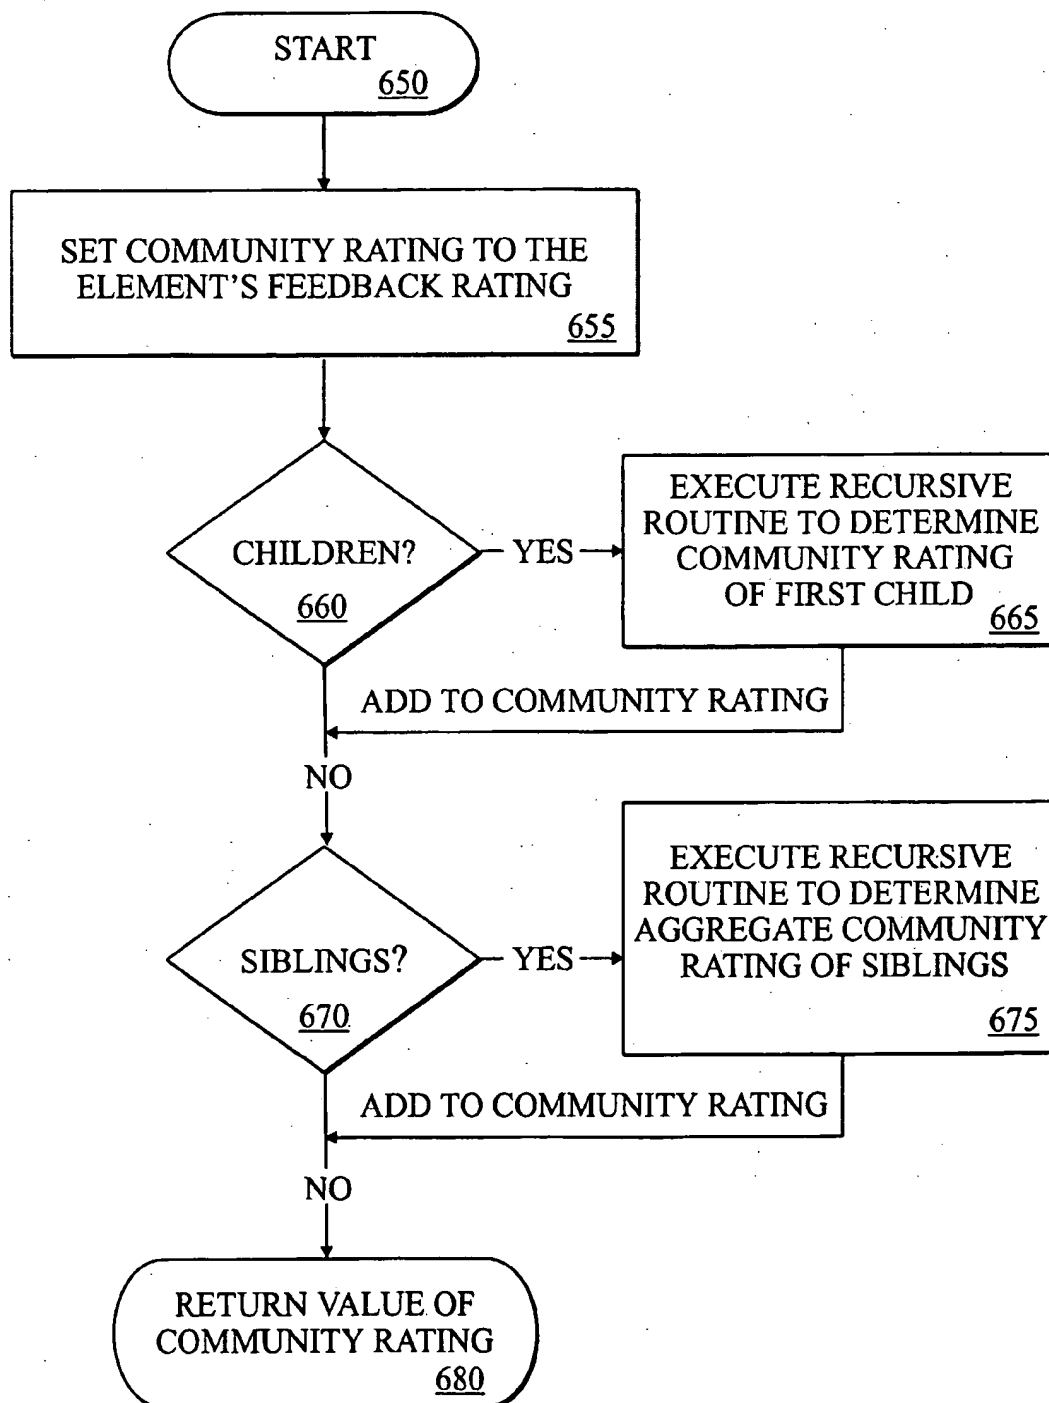 START
650
SET COMMUNITY RATING TO THE
ELEMENT'S FEEDBACK RATING
655
CHILDREN?
660
YES
EXECUTE RECURSIVE
ROUTINE TO DETERMINE
COMMUNITY RATING
OF FIRST CHILD
665
ADD TO COMMUNITY RATING
NO
SIBLINGS?
670
YES
EXECUTE RECURSIVE
ROUTINE TO DETERMINE
AGGREGATE COMMUNITY
RATING OF SIBLINGS
675
ADD TO COMMUNITY RATING
NO
RETURN VALUE OF
COMMUNITY RATING
680